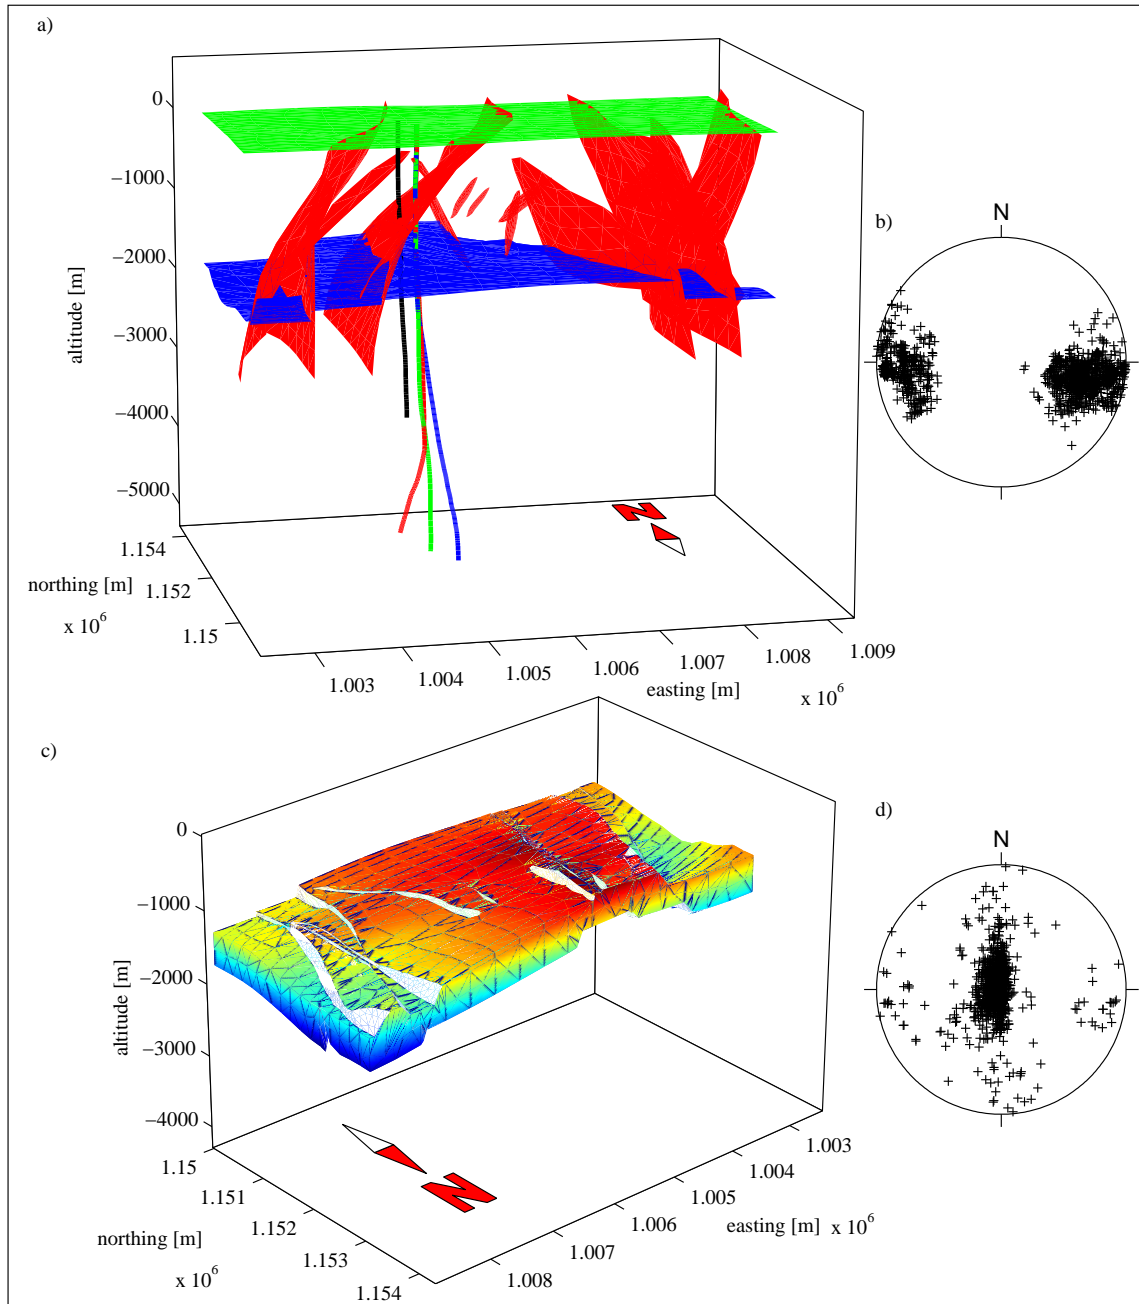 a)
0
−1000
−2000
−3000
−4000
−5000
altitude [m]
1.154
1.152
1.15
northing [m]
x 10^6
1.003
1.004
1.005
1.006
1.007
1.008
1.009
easting [m]
x 10^6
N
b)
N
c)
0
−1000
−2000
−3000
−4000
altitude [m]
1.15
1.151
1.152
1.153
1.154
northing [m]
x 10^6
1.008
1.007
1.006
1.005
1.004
1.003
easting [m] x 10^6
N
d)
N